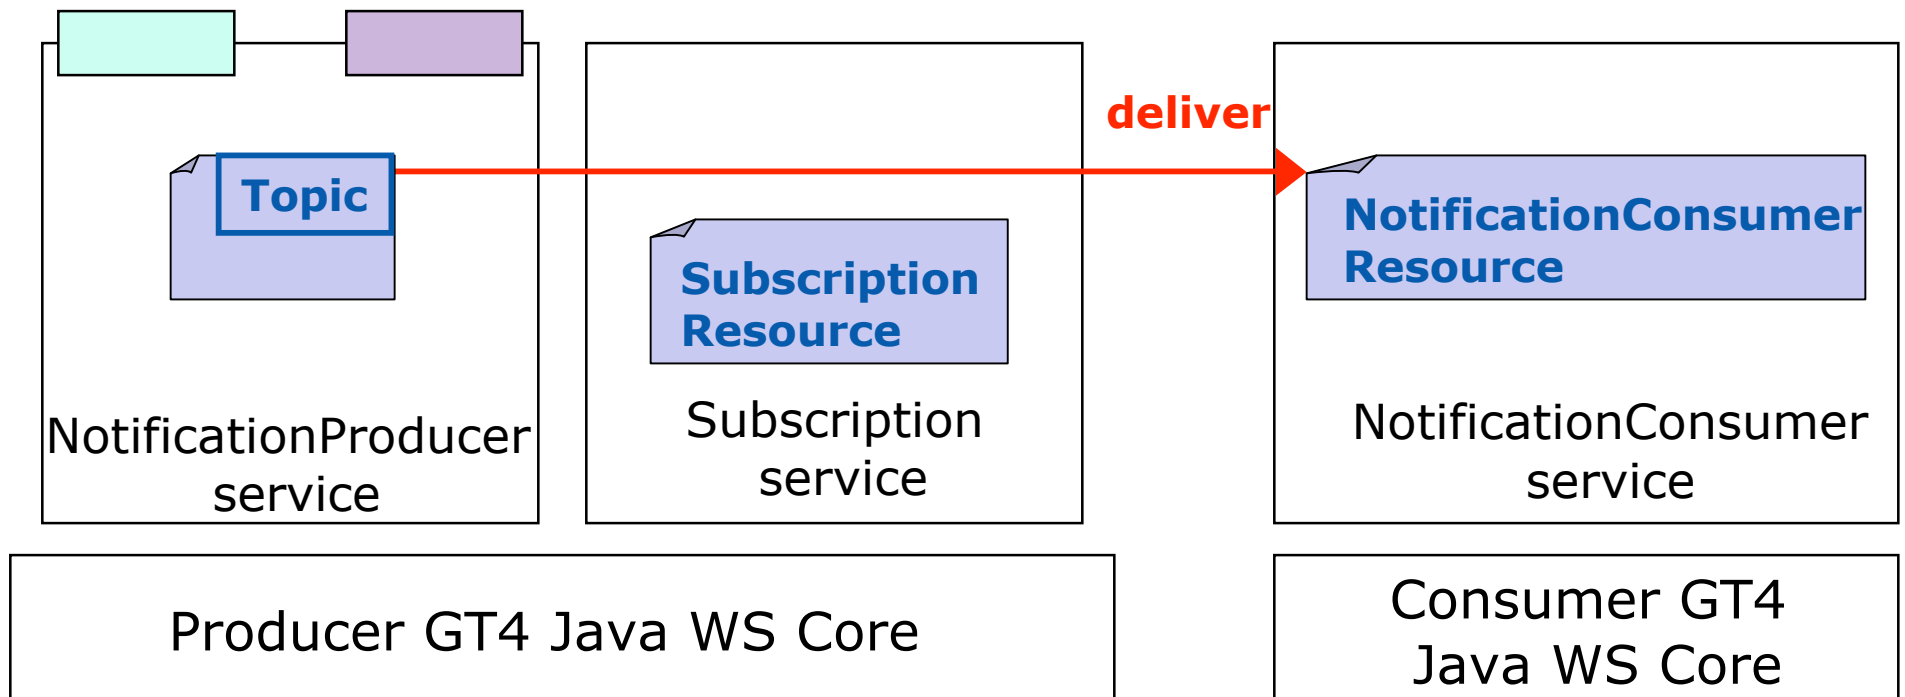 deliver
Topic
NotificationConsumer
Resource
Subscription
Resource
NotificationProducer
service
Subscription
service
NotificationConsumer
service
Producer GT4 Java WS Core
Consumer GT4
Java WS Core